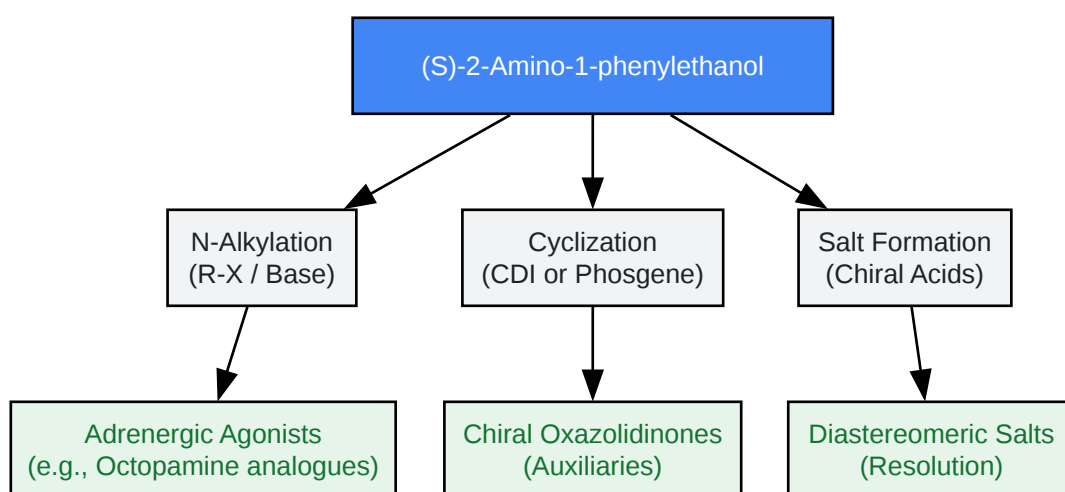 (S)-2-Amino-1-phenylethanol
N-Alkylation
(R-X / Base)
Cyclization
(CDI or Phosgene)
Salt Formation
(Chiral Acids)
Adrenergic Agonists
(e.g., Octopamine analogues)
Chiral Oxazolidinones
(Auxiliaries)
Diastereomeric Salts
(Resolution)